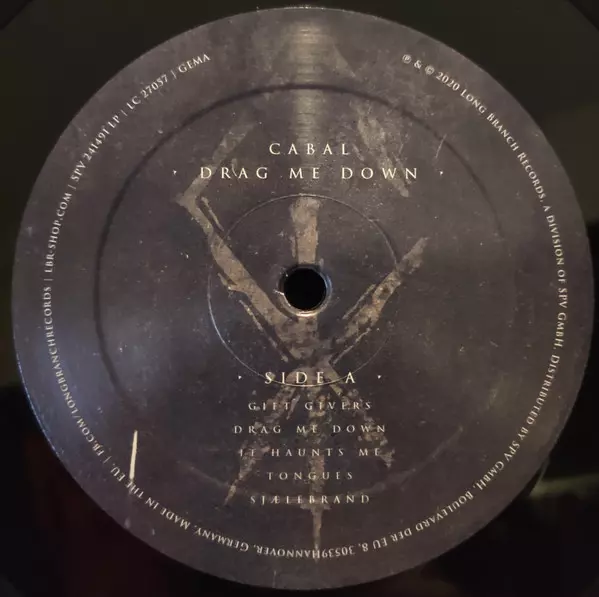 CABAL
DRAG ME DOWN
SIDE A
GIFT GIVERS
DRAG ME DOWN
IT HAUNTS ME
TONGUES
SJÆLEBRAND
℗ & © 2020 LONG BRANCH RECORDS, A DIVISION OF SPV GMBH. DISTRIBUTED BY SPV GMBH, BOULEVARD DER EU 8, 30539HANNOVER, GERMANY. MADE IN THE EU. | FB.COM/LONGBRANCHRECORDS | LBR-SHOP.COM | SPV 241491 LP | LC 27057 | GEMA